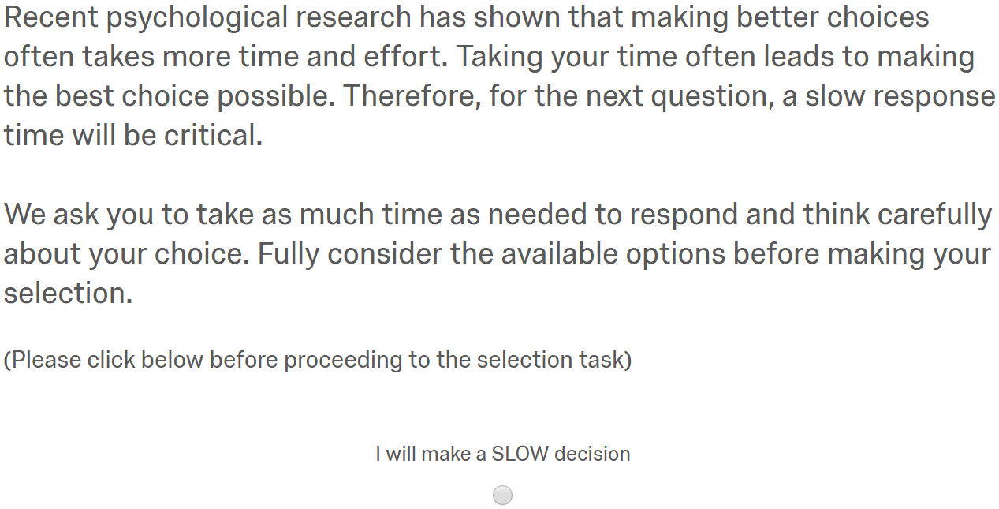 Recent psychological research has shown that making better choices
often takes more time and effort. Taking your time often leads to making
the best choice possible. Therefore, for the next question, a slow response
time will be critical.
We ask you to take as much time as needed to respond and think carefully
about your choice. Fully consider the available options before making your
selection.
(Please click below before proceeding to the selection task)
I will make a SLOW decision